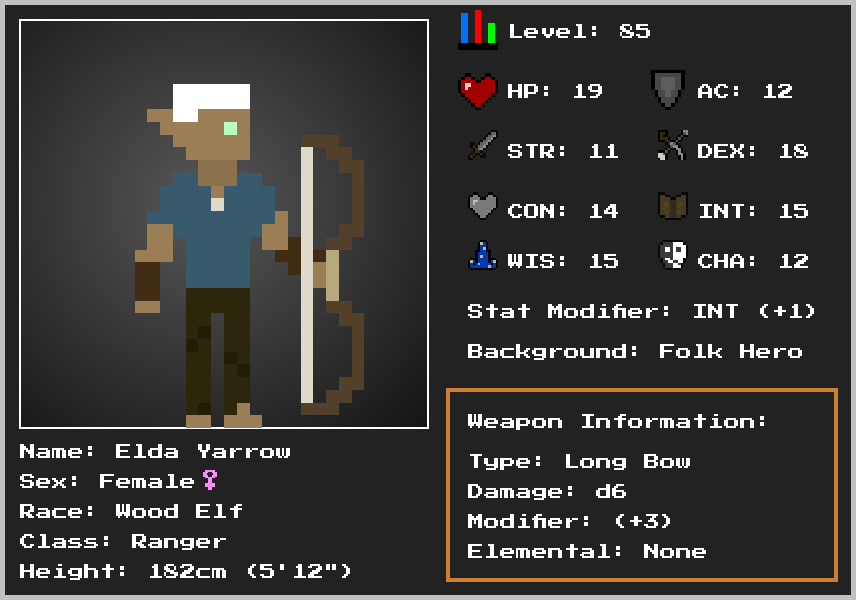 Level: 85
HP: 19 AC: 12
STR: 11 DEX: 18
CON: 14 INT: 15
WIS: 15 CHA: 12
Stat Modifier: INT (+1)
Background: Folk Hero
Name: Elda Yarrow
Sex: Female♀
Race: Wood Elf
Class: Ranger
Height: 182cm (5'12")
Weapon Information:
Type: Long Bow
Damage: d6
Modifier: (+3)
Elemental: None